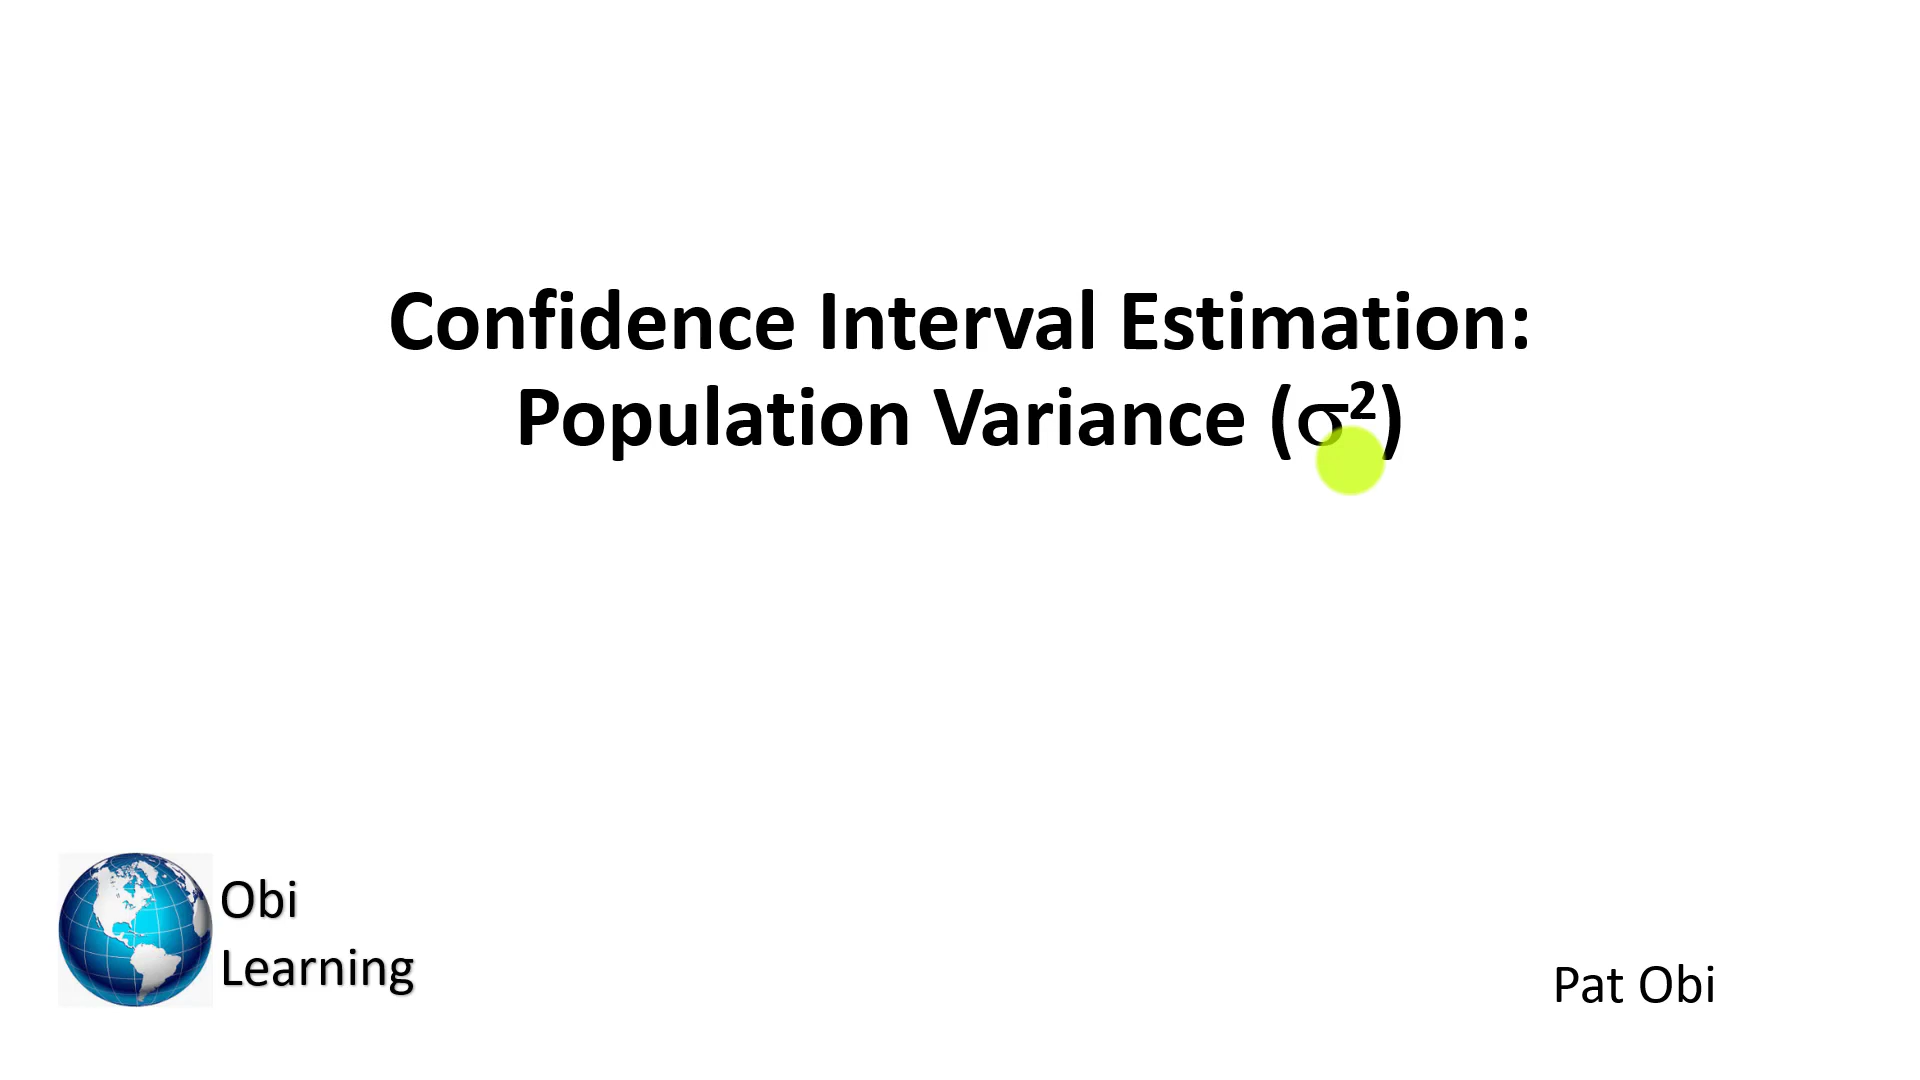 Confidence Interval Estimation:
Population Variance (σ²)
Obi
Learning
Pat Obi